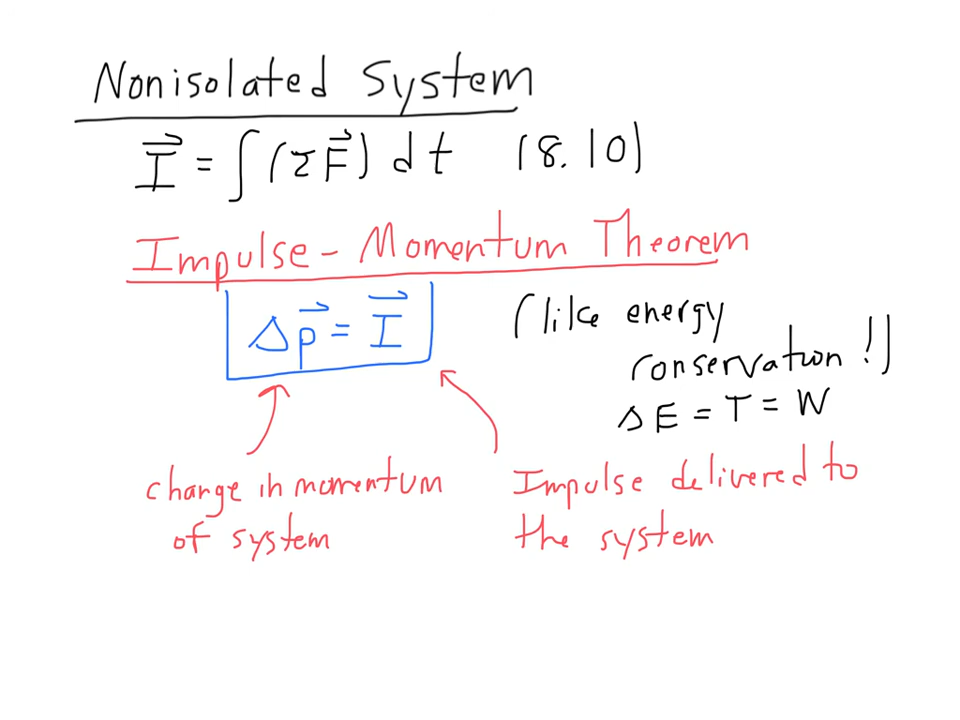 Nonisolated System
I⃗ = ∫(ΣF⃗) dt (8.10)
Impulse - Momentum Theorem
Δp⃗ = I⃗
(like energy
conservation!!)
ΔE = T = W
change in momentum
of system
Impulse delivered to
the system